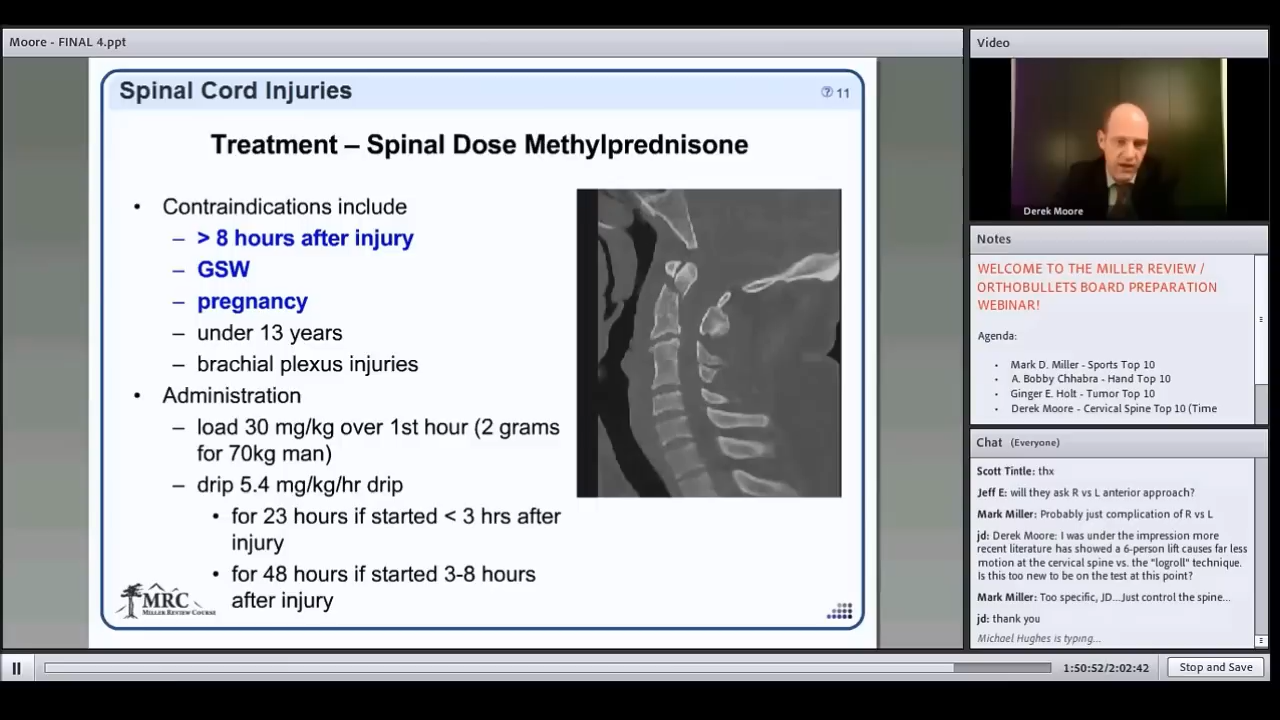 Moore - FINAL 4.ppt
Spinal Cord Injuries
? 11
Treatment – Spinal Dose Methylprednisone
• Contraindications include
– > 8 hours after injury
– GSW
– pregnancy
– under 13 years
– brachial plexus injuries
• Administration
– load 30 mg/kg over 1st hour (2 grams
for 70kg man)
– drip 5.4 mg/kg/hr drip
• for 23 hours if started < 3 hrs after
injury
• for 48 hours if started 3-8 hours
after injury
MRC
MILLER REVIEW COURSE
Video
Derek Moore
Notes
WELCOME TO THE MILLER REVIEW /
ORTHOBULLETS BOARD PREPARATION
WEBINAR!
Agenda:
• Mark D. Miller - Sports Top 10
• A. Bobby Chhabra - Hand Top 10
• Ginger E. Holt - Tumor Top 10
• Derek Moore - Cervical Spine Top 10 (Time
Chat (Everyone)
Scott Tintle: thx
Jeff E: will they ask R vs L anterior approach?
Mark Miller: Probably just complication of R vs L
jd: Derek Moore: I was under the impression more
recent literature has showed a 6-person lift causes far less
motion at the cervical spine vs. the "logroll" technique.
Is this too new to be on the test at this point?
Mark Miller: Too specific, JD...Just control the spine...
jd: thank you
Michael Hughes is typing...
1:50:52/2:02:42
Stop and Save